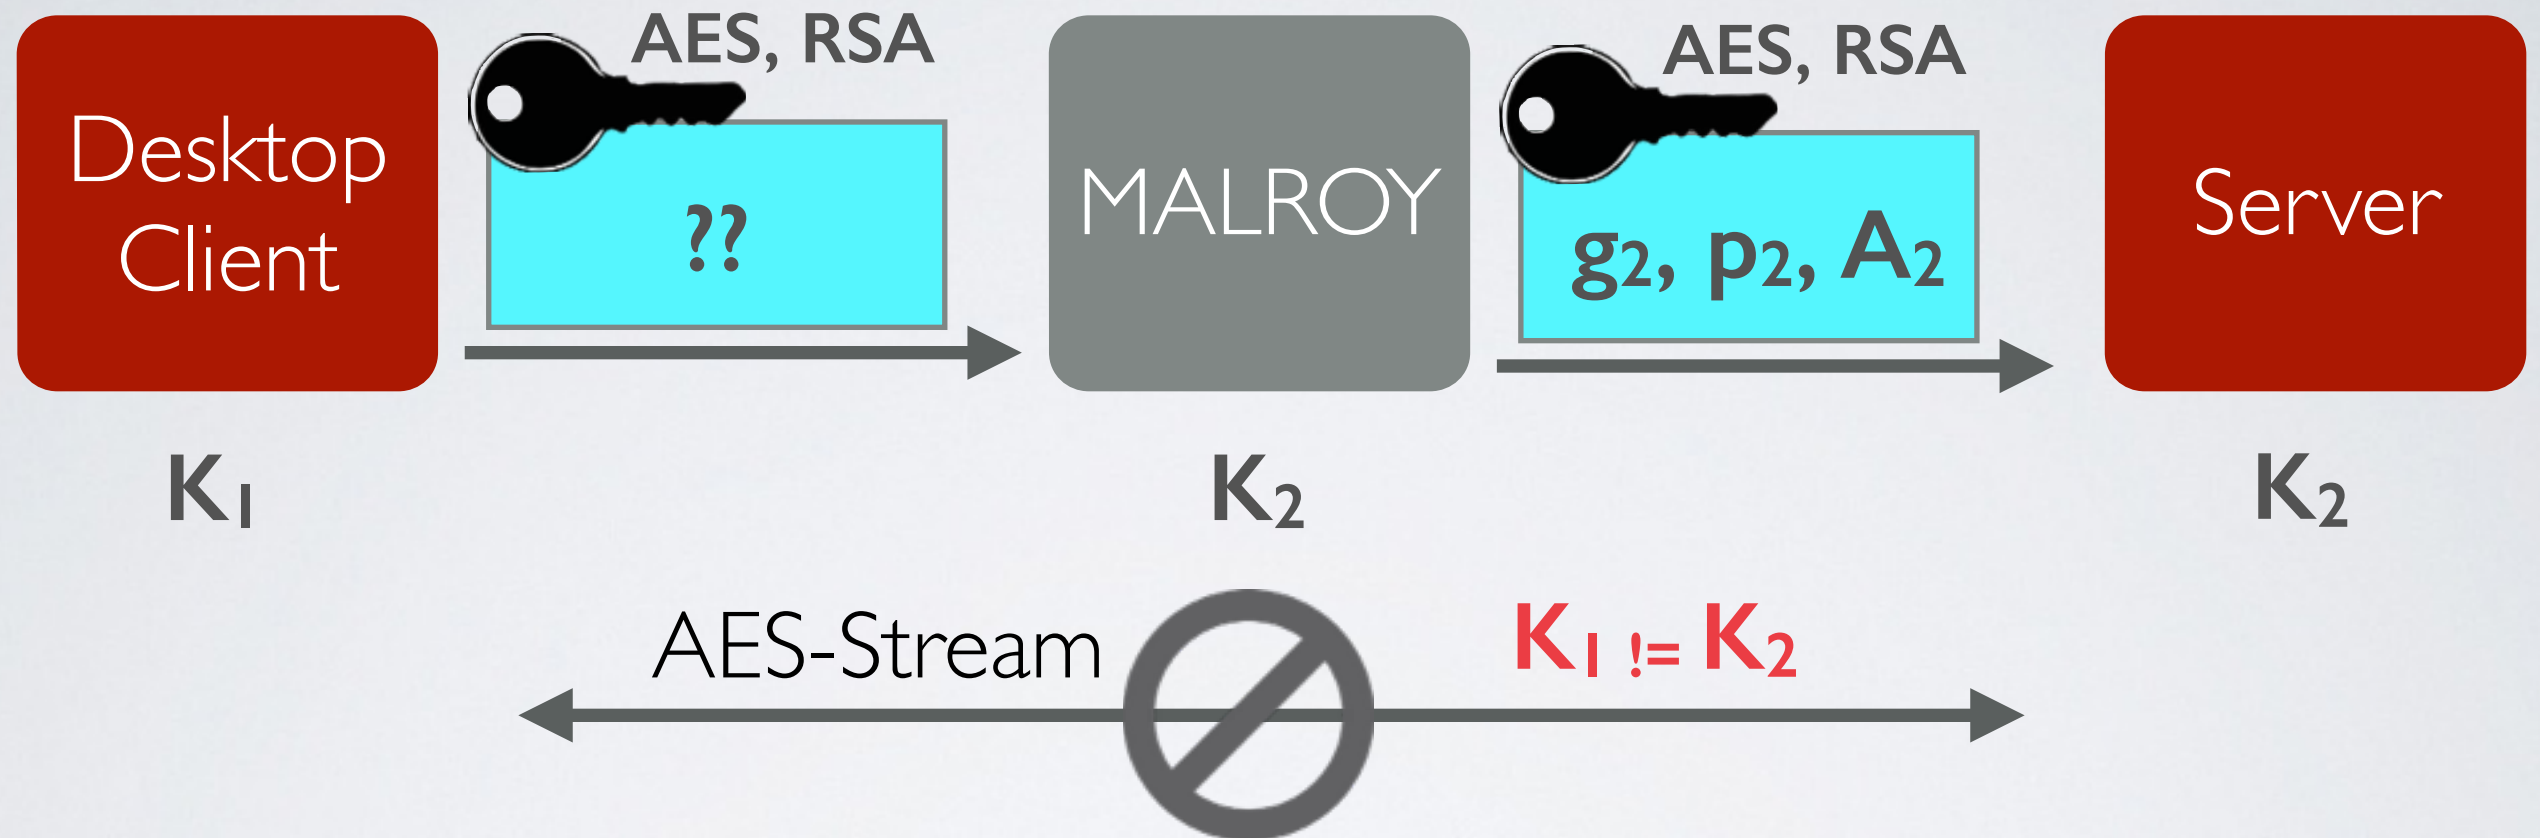 Desktop
Client
AES, RSA
??
MALROY
AES, RSA
g2, p2, A2
Server
K1
K2
K2
AES-Stream
K1 != K2